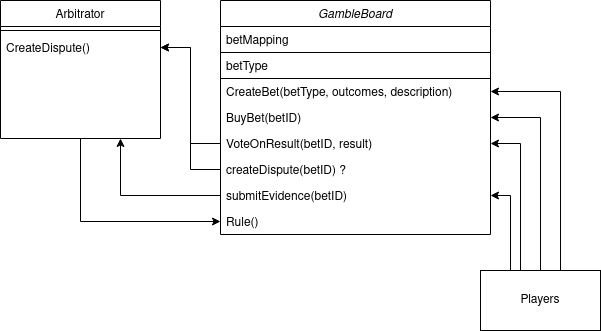 Arbitrator
CreateDispute()
GambleBoard
betMapping
betType
CreateBet(betType, outcomes, description)
BuyBet(betID)
VoteOnResult(betID, result)
createDispute(betID) ?
submitEvidence(betID)
Rule()
Players